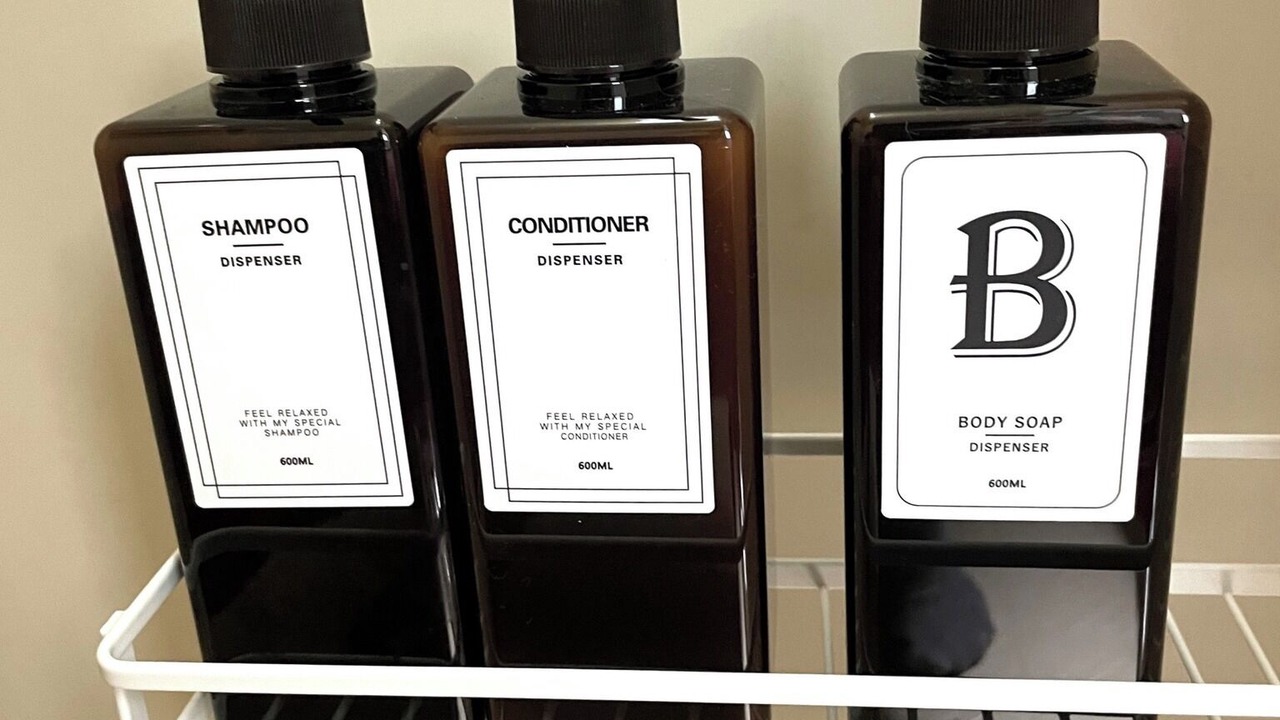 SHAMPOO
DISPENSER
FEEL RELAXED
WITH MY SPECIAL
SHAMPOO
600ML
CONDITIONER
DISPENSER
FEEL RELAXED
WITH MY SPECIAL
CONDITIONER
600ML
B
BODY SOAP
DISPENSER
600ML